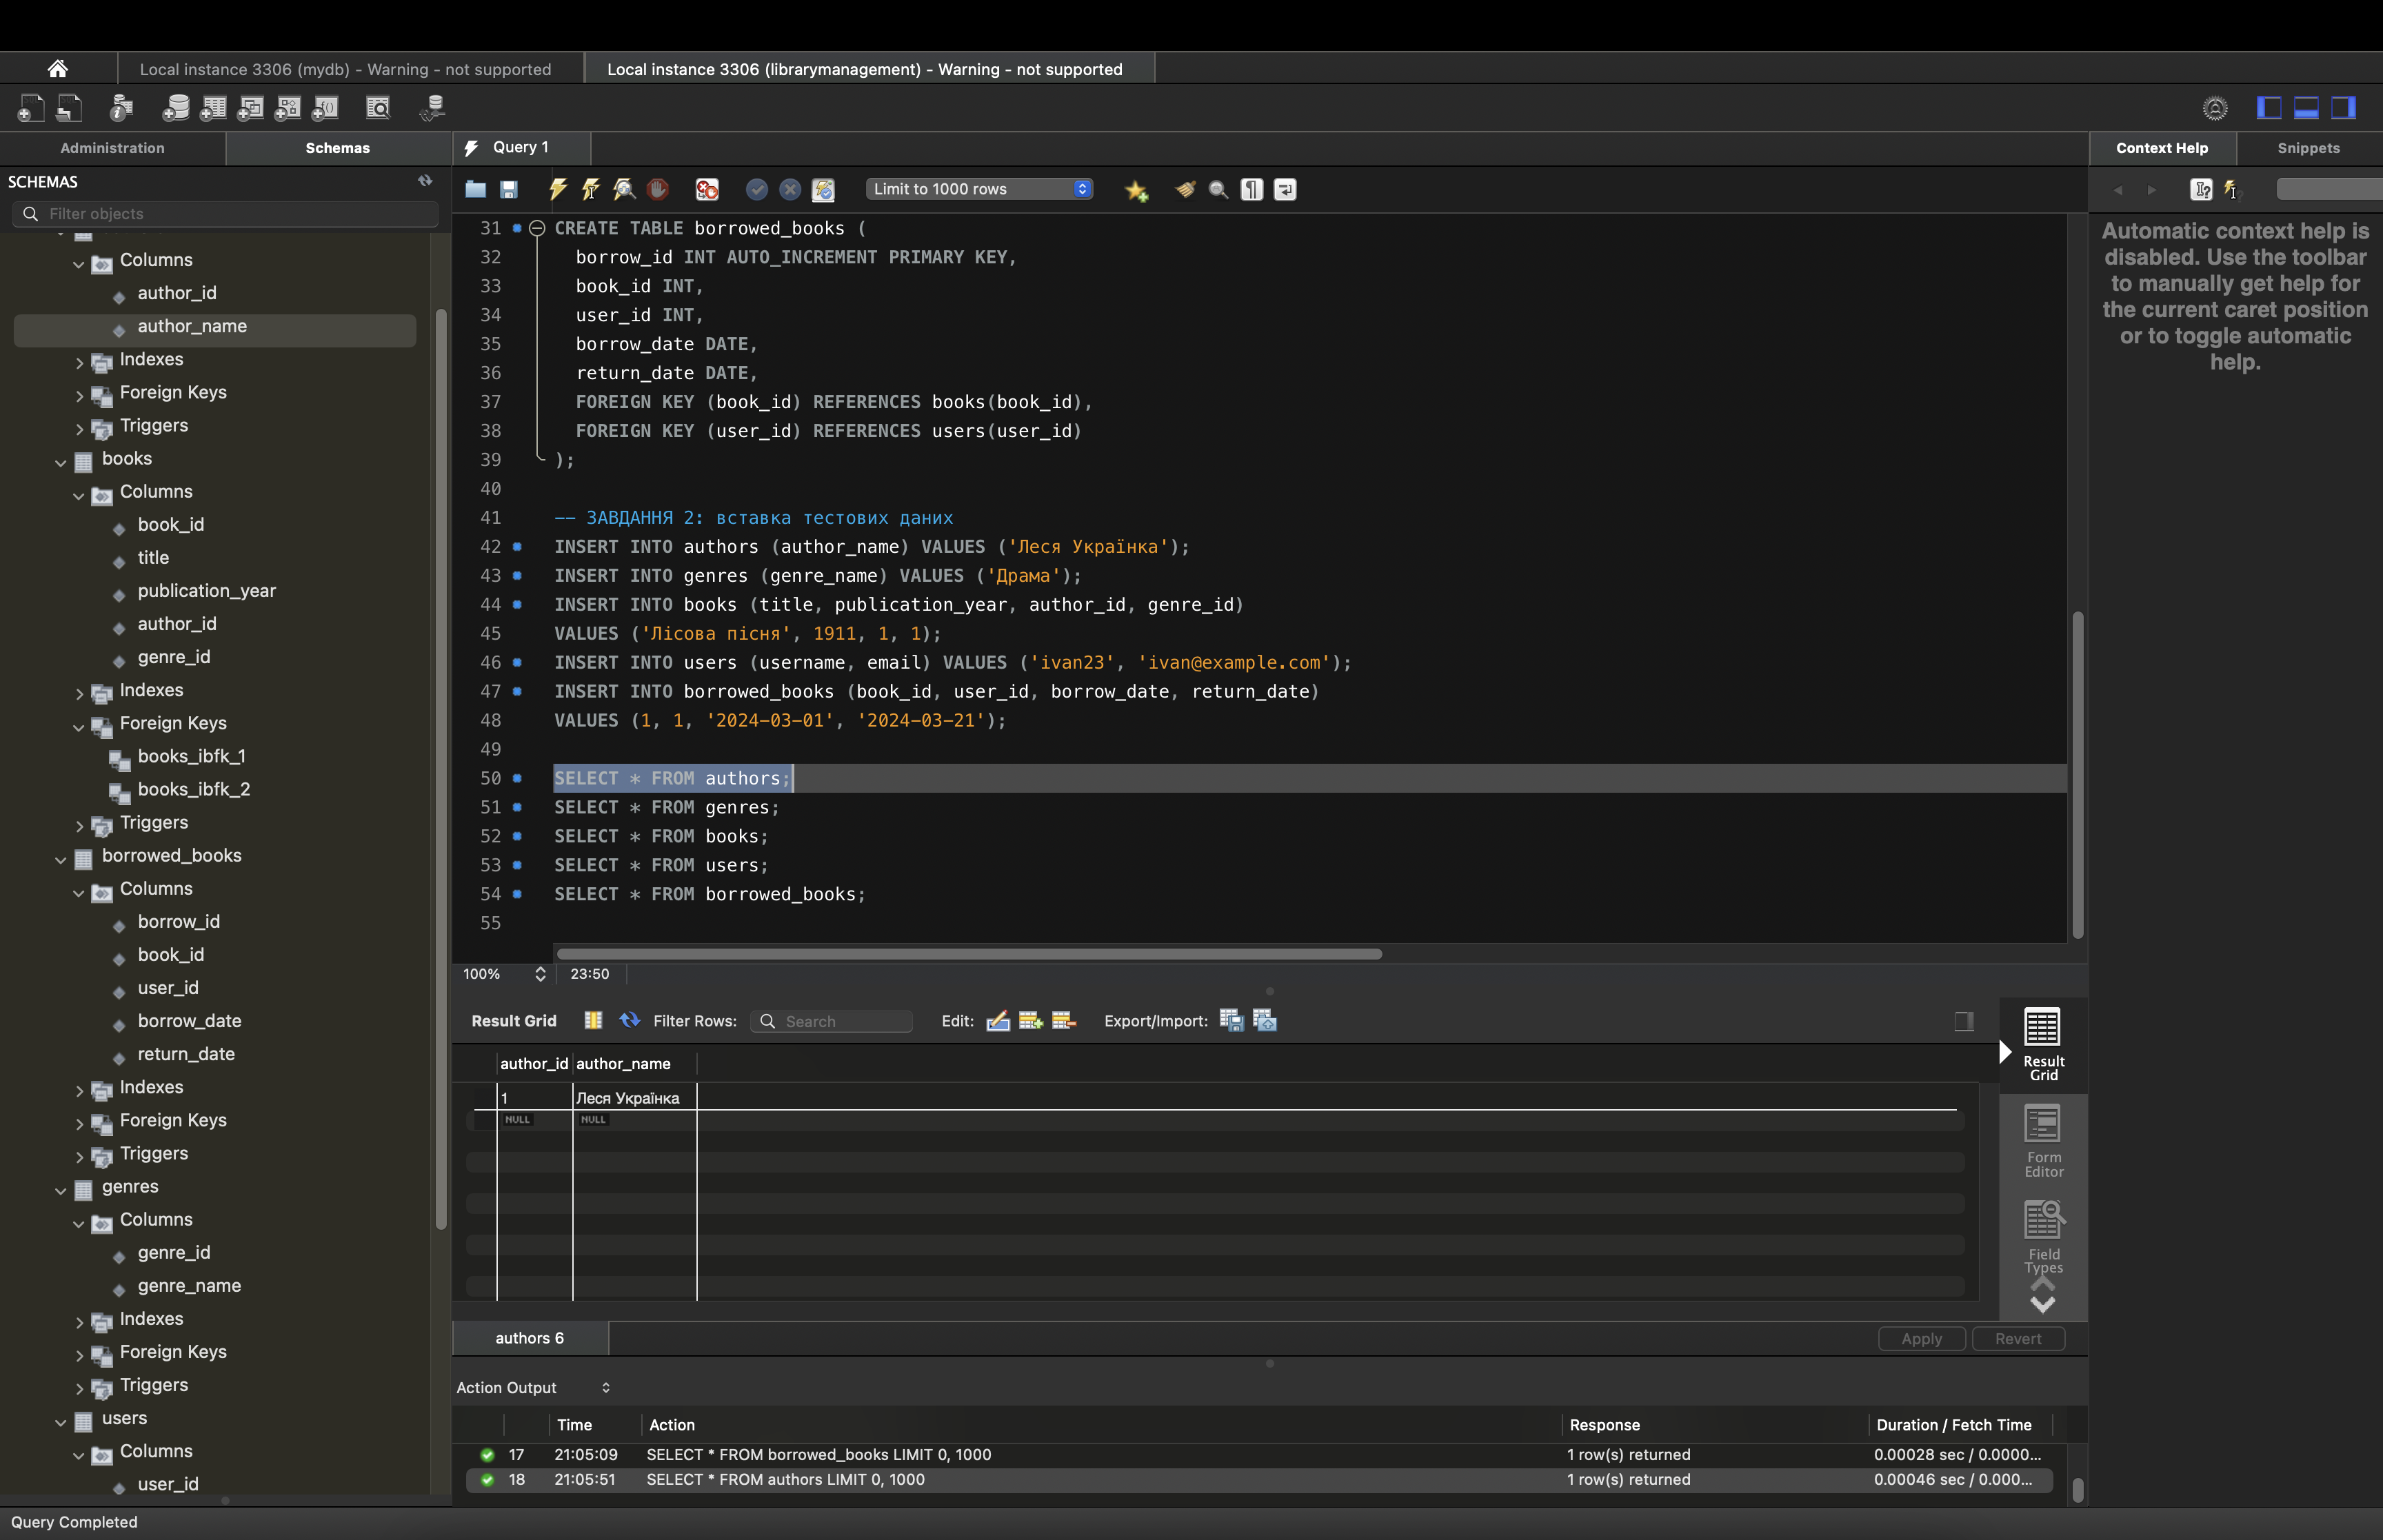 Local instance 3306 (mydb) - Warning - not supported
Local instance 3306 (librarymanagement) - Warning - not supported
Administration
Schemas
Query 1
Context Help
Snippets
SCHEMAS
Filter objects
Limit to 1000 rows
Columns
author_id
author_name
Indexes
Foreign Keys
Triggers
books
Columns
book_id
title
publication_year
author_id
genre_id
Indexes
Foreign Keys
books_ibfk_1
books_ibfk_2
Triggers
borrowed_books
Columns
borrow_id
book_id
user_id
borrow_date
return_date
Indexes
Foreign Keys
Triggers
genres
Columns
genre_id
genre_name
Indexes
Foreign Keys
Triggers
users
Columns
user_id
31 CREATE TABLE borrowed_books (
32 borrow_id INT AUTO_INCREMENT PRIMARY KEY,
33 book_id INT,
34 user_id INT,
35 borrow_date DATE,
36 return_date DATE,
37 FOREIGN KEY (book_id) REFERENCES books(book_id),
38 FOREIGN KEY (user_id) REFERENCES users(user_id)
39 );
40
41 -- ЗАВДАННЯ 2: вставка тестових даних
42 INSERT INTO authors (author_name) VALUES ('Леся Українка');
43 INSERT INTO genres (genre_name) VALUES ('Драма');
44 INSERT INTO books (title, publication_year, author_id, genre_id)
45 VALUES ('Лісова пісня', 1911, 1, 1);
46 INSERT INTO users (username, email) VALUES ('ivan23', 'ivan@example.com');
47 INSERT INTO borrowed_books (book_id, user_id, borrow_date, return_date)
48 VALUES (1, 1, '2024-03-01', '2024-03-21');
49
50 SELECT * FROM authors;
51 SELECT * FROM genres;
52 SELECT * FROM books;
53 SELECT * FROM users;
54 SELECT * FROM borrowed_books;
55
100% 23:50
Automatic context help is
disabled. Use the toolbar
to manually get help for
the current caret position
or to toggle automatic
help.
Result Grid Filter Rows: Search Edit: Export/Import:
author_id author_name
1 Леся Українка
NULL NULL
Result
Grid
Form
Editor
Field
Types
authors 6
Apply Revert
Action Output
Time Action Response Duration / Fetch Time
17 21:05:09 SELECT * FROM borrowed_books LIMIT 0, 1000 1 row(s) returned 0.00028 sec / 0.0000...
18 21:05:51 SELECT * FROM authors LIMIT 0, 1000 1 row(s) returned 0.00046 sec / 0.000...
Query Completed